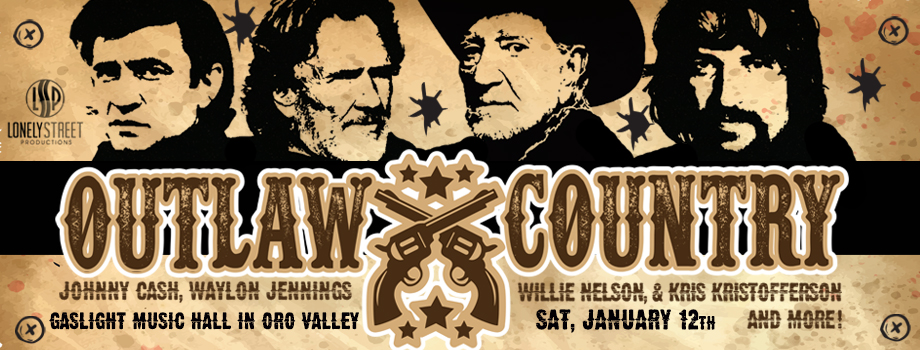 LSP
LONELY STREET
PRODUCTIONS
OUTLAW COUNTRY
JOHNNY CASH, WAYLON JENNINGS WILLIE NELSON, & KRIS KRISTOFFERSON
GASLIGHT MUSIC HALL IN ORO VALLEY SAT, JANUARY 12TH AND MORE!